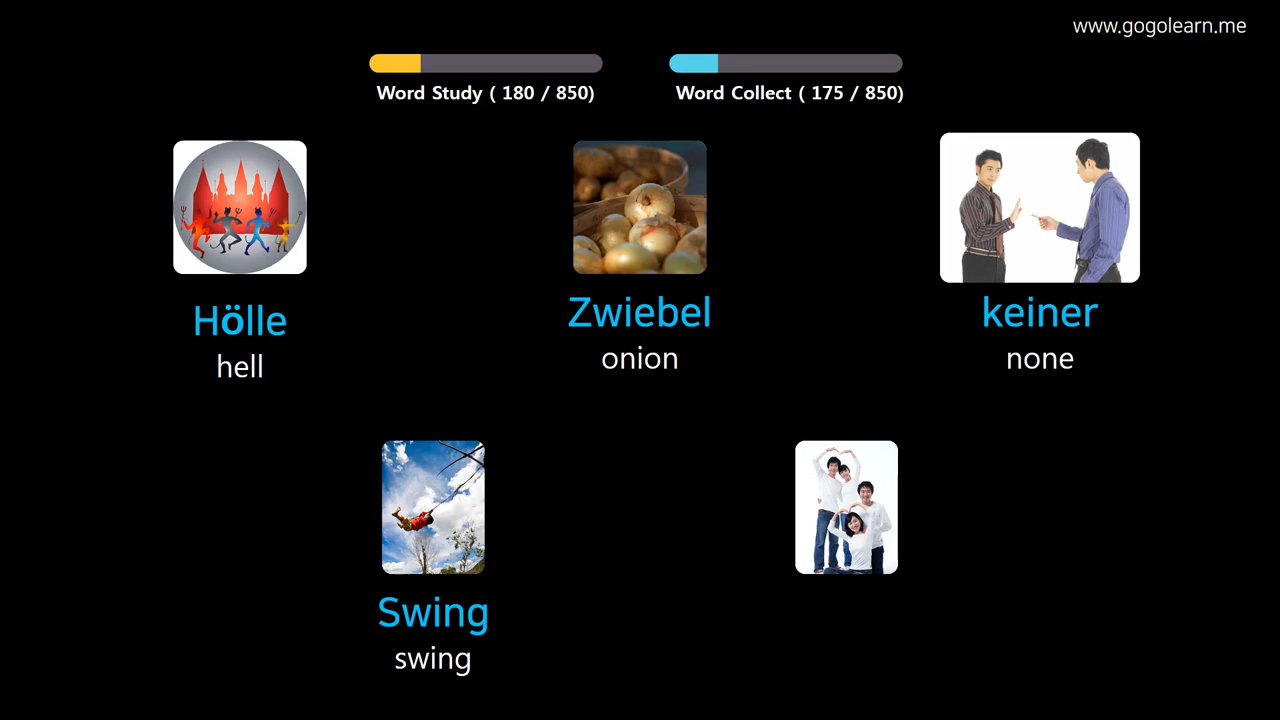 www.gogolearn.me
Word Study ( 180 / 850)
Word Collect ( 175 / 850)
Hölle
hell
Zwiebel
onion
keiner
none
Swing
swing